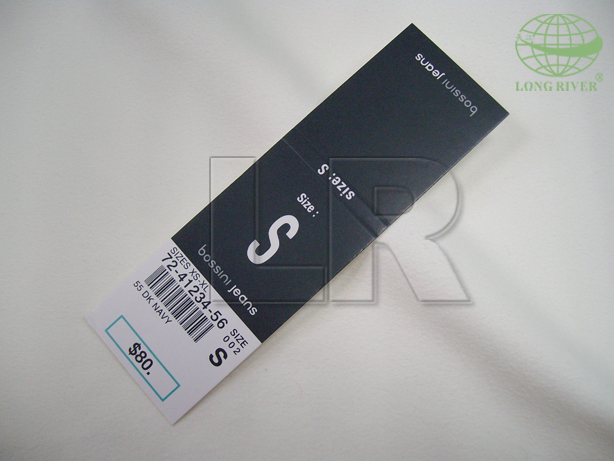 LONG RIVER®
bossini jeans
size: S
Size:
S
bossini jeans
SIZES XS-XL
72-41234-56
55 DK NAVY
SIZE
002
S
$80.
LR